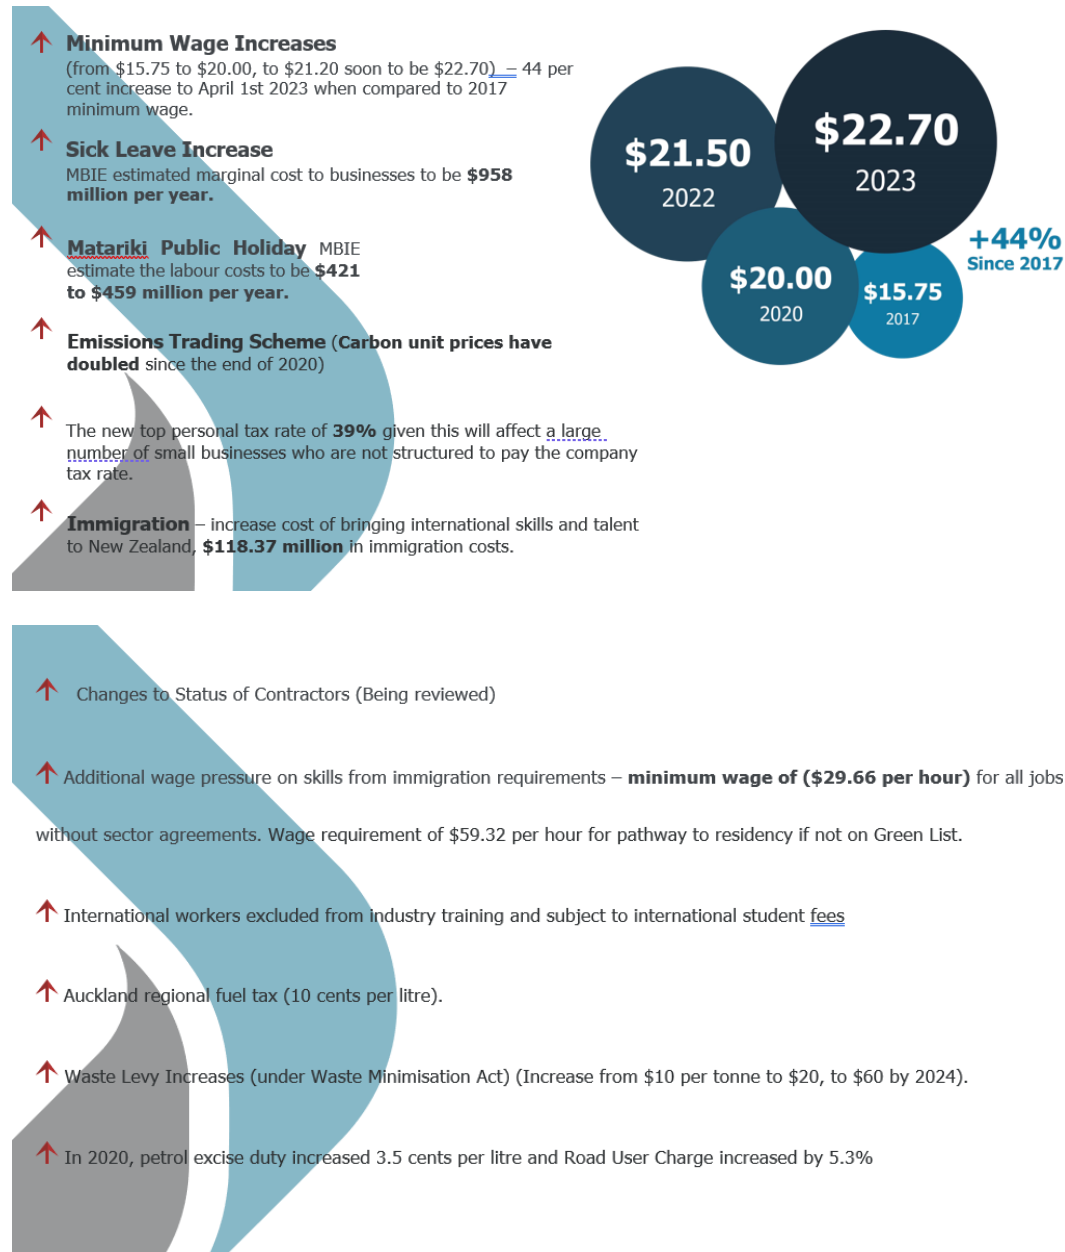 Minimum Wage Increases
(from $15.75 to $20.00, to $21.20 soon to be $22.70) – 44 per
cent increase to April 1st 2023 when compared to 2017
minimum wage.
Sick Leave Increase
MBIE estimated marginal cost to businesses to be $958
million per year.
Matariki Public Holiday MBIE
estimate the labour costs to be $421
to $459 million per year.
Emissions Trading Scheme (Carbon unit prices have
doubled since the end of 2020)
The new top personal tax rate of 39% given this will affect a large
number of small businesses who are not structured to pay the company
tax rate.
Immigration – increase cost of bringing international skills and talent
to New Zealand, $118.37 million in immigration costs.
$21.50
2022
$22.70
2023
$20.00
2020
$15.75
2017
+44%
Since 2017
Changes to Status of Contractors (Being reviewed)
Additional wage pressure on skills from immigration requirements – minimum wage of ($29.66 per hour) for all jobs
without sector agreements. Wage requirement of $59.32 per hour for pathway to residency if not on Green List.
International workers excluded from industry training and subject to international student fees
Auckland regional fuel tax (10 cents per litre).
Waste Levy Increases (under Waste Minimisation Act) (Increase from $10 per tonne to $20, to $60 by 2024).
In 2020, petrol excise duty increased 3.5 cents per litre and Road User Charge increased by 5.3%